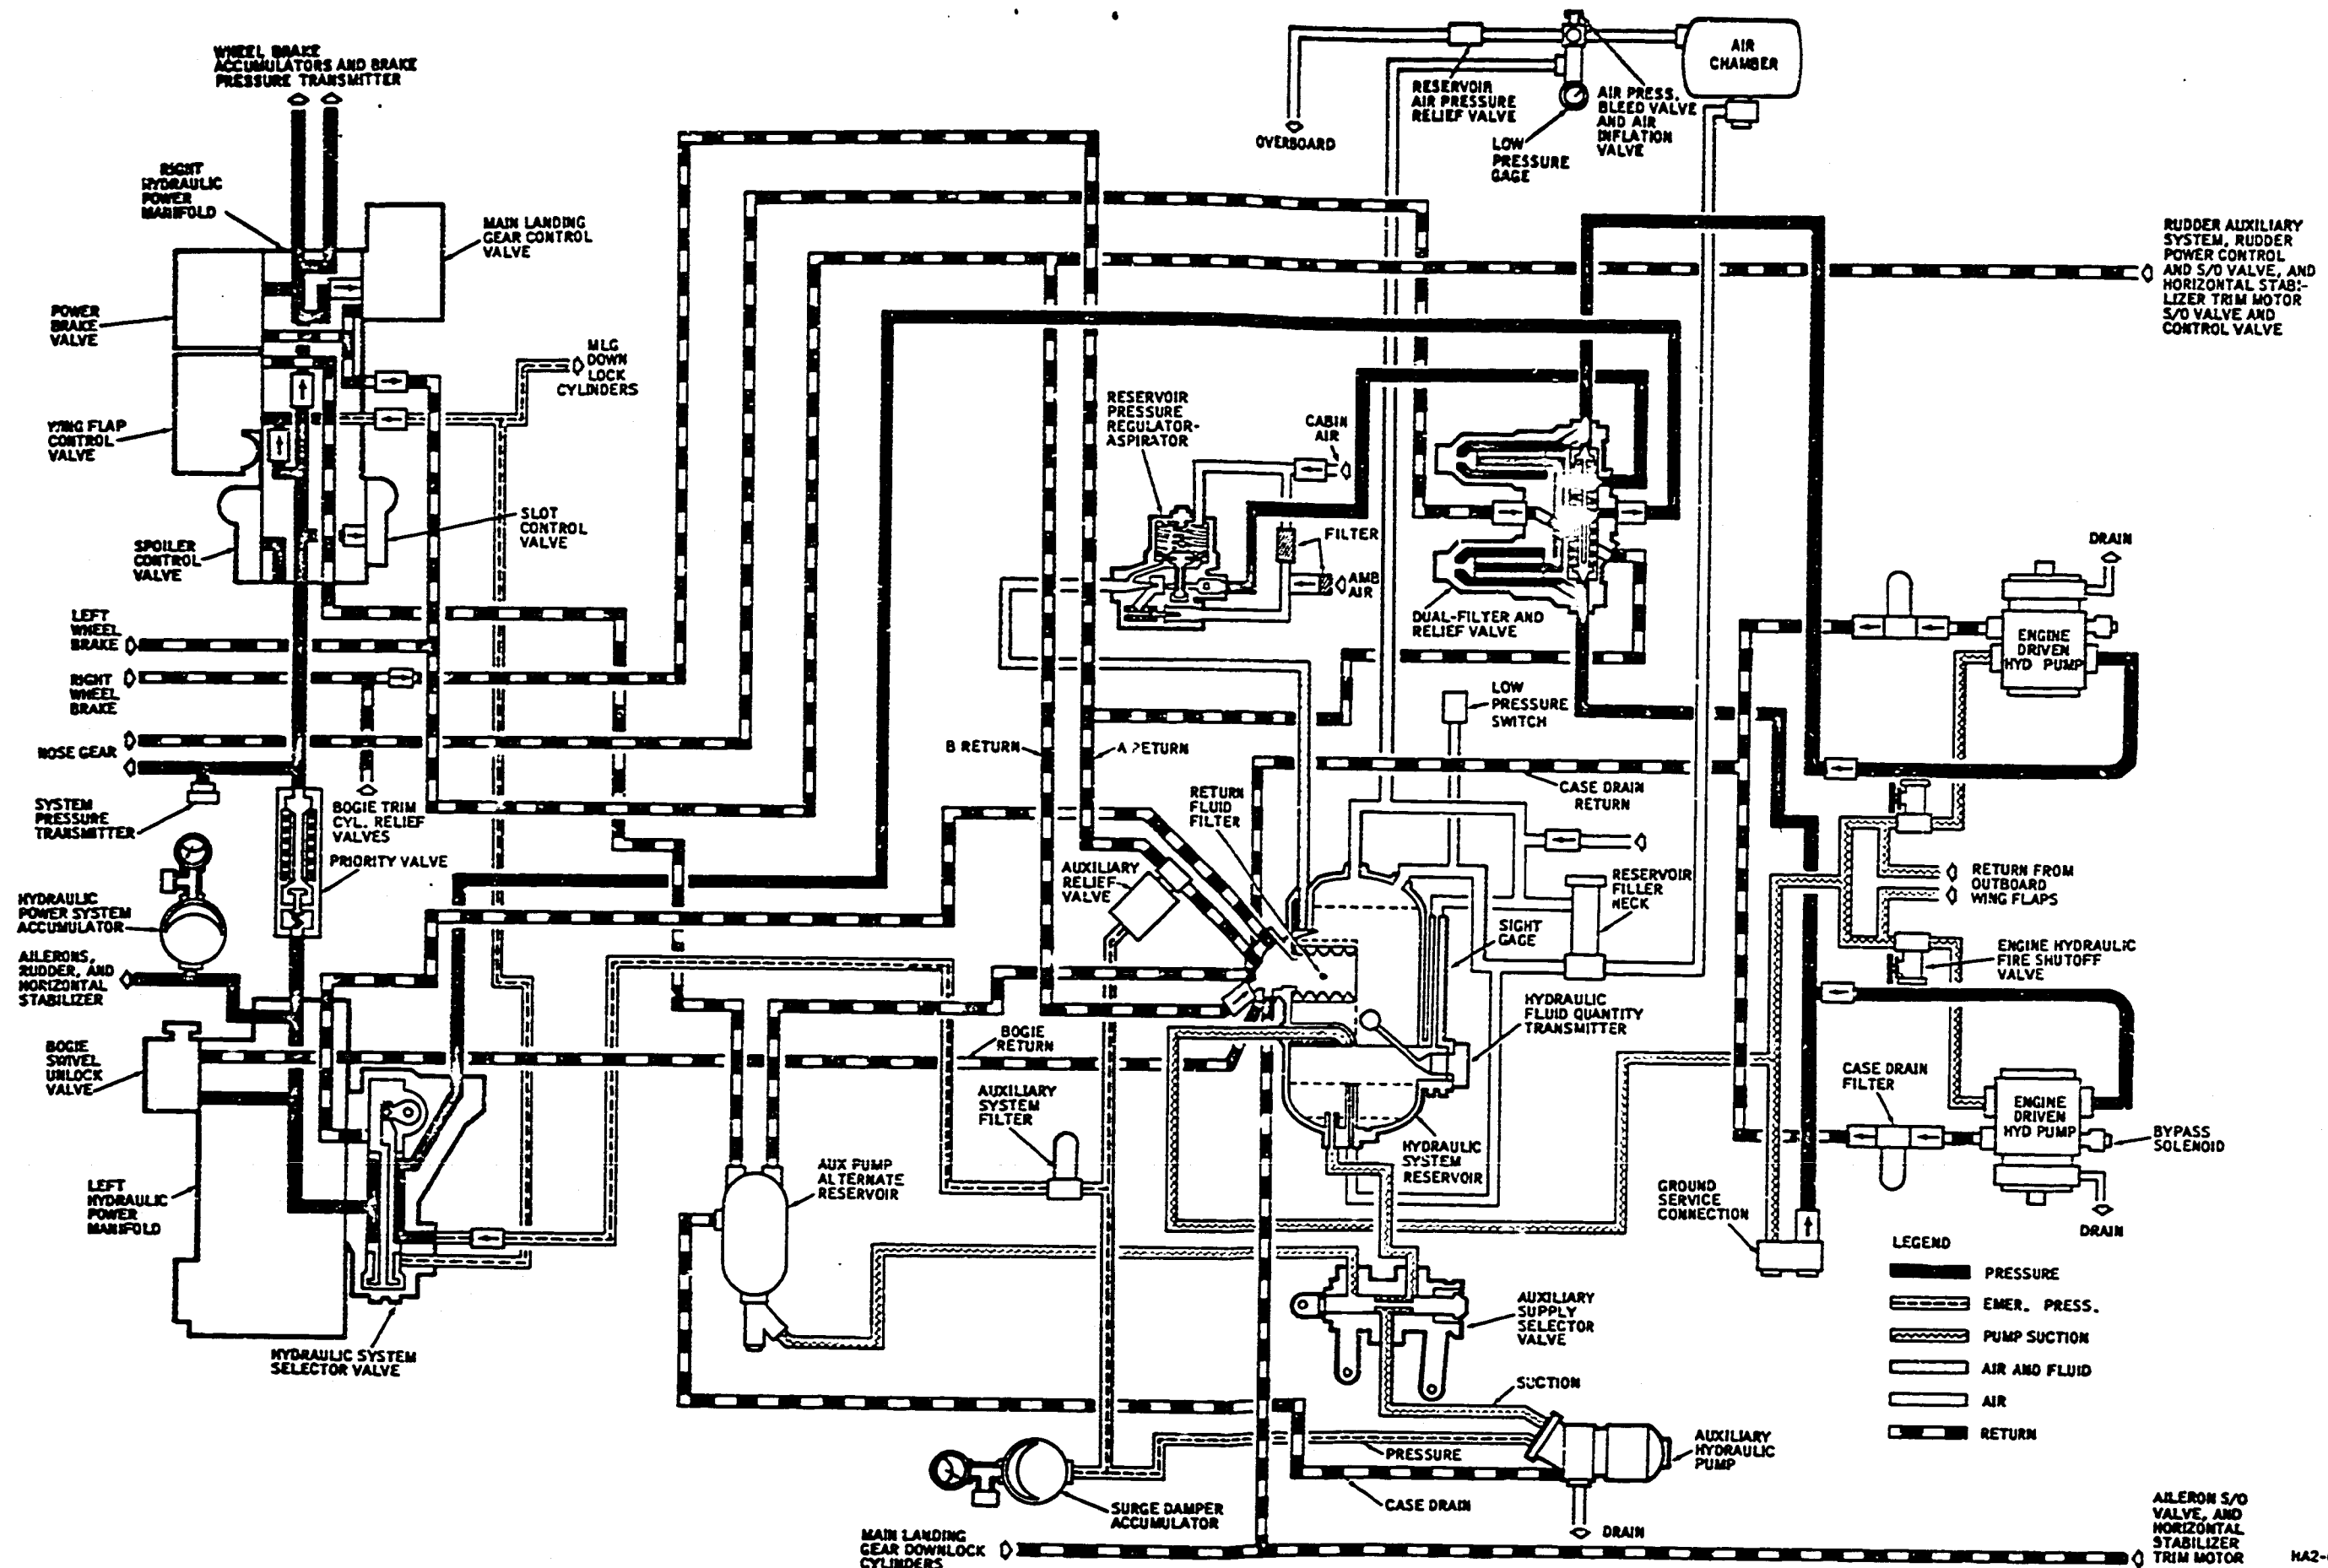 WHEEL BRAKE
ACCUMULATORS AND BRAKE
PRESSURE TRANSMITTER
RIGHT
HYDRAULIC
POWER
MANIFOLD
MAIN LANDING
GEAR CONTROL
VALVE
POWER
BRAKE
VALVE
MLG
DOWN
LOCK
CYLINDERS
WING FLAP
CONTROL
VALVE
SLOT
CONTROL
VALVE
SPOILER
CONTROL
VALVE
LEFT
WHEEL
BRAKE
RIGHT
WHEEL
BRAKE
NOSE GEAR
SYSTEM
PRESSURE
TRANSMITTER
BOGIE TRIM
CYL. RELIEF
VALVES
PRIORITY VALVE
HYDRAULIC
POWER SYSTEM
ACCUMULATOR
AILERONS,
RUDDER, AND
HORIZONTAL
STABILIZER
BOGIE
SWIVEL
UNLOCK
VALVE
LEFT
HYDRAULIC
POWER
MANIFOLD
HYDRAULIC SYSTEM
SELECTOR VALVE
OVERBOARD
RESERVOIR
AIR PRESSURE
RELIEF VALVE
LOW
PRESSURE
GAGE
AIR PRESS.
BLEED VALVE
AND AIR
INFLATION
VALVE
AIR
CHAMBER
RUDDER AUXILIARY
SYSTEM, RUDDER
POWER CONTROL
AND S/O VALVE, AND
HORIZONTAL STABI-
LIZER TRIM MOTOR
S/O VALVE AND
CONTROL VALVE
RESERVOIR
PRESSURE
REGULATOR-
ASPIRATOR
CABIN
AIR
FILTER
AMB
AIR
DUAL-FILTER AND
RELIEF VALVE
DRAIN
ENGINE
DRIVEN
HYD PUMP
LOW
PRESSURE
SWITCH
B RETURN
A RETURN
CASE DRAIN
RETURN
RETURN
FLUID
FILTER
AUXILIARY
RELIEF
VALVE
RESERVOIR
FILLER
NECK
SIGHT
GAGE
RETURN FROM
OUTBOARD
WING FLAPS
ENGINE HYDRAULIC
FIRE SHUTOFF
VALVE
HYDRAULIC
FLUID QUANTITY
TRANSMITTER
BOGIE
RETURN
AUXILIARY
SYSTEM
FILTER
CASE DRAIN
FILTER
ENGINE
DRIVEN
HYD PUMP
BYPASS
SOLENOID
HYDRAULIC
SYSTEM
RESERVOIR
AUX PUMP
ALTERNATE
RESERVOIR
GROUND
SERVICE
CONNECTION
DRAIN
AUXILIARY
SUPPLY
SELECTOR
VALVE
SUCTION
PRESSURE
AUXILIARY
HYDRAULIC
PUMP
CASE DRAIN
DRAIN
SURGE DAMPER
ACCUMULATOR
MAIN LANDING
GEAR DOWNLOCK
CYLINDERS
LEGEND
PRESSURE
EMER. PRESS.
PUMP SUCTION
AIR AND FLUID
AIR
RETURN
AILERON S/O
VALVE, AND
HORIZONTAL
STABILIZER
TRIM MOTOR